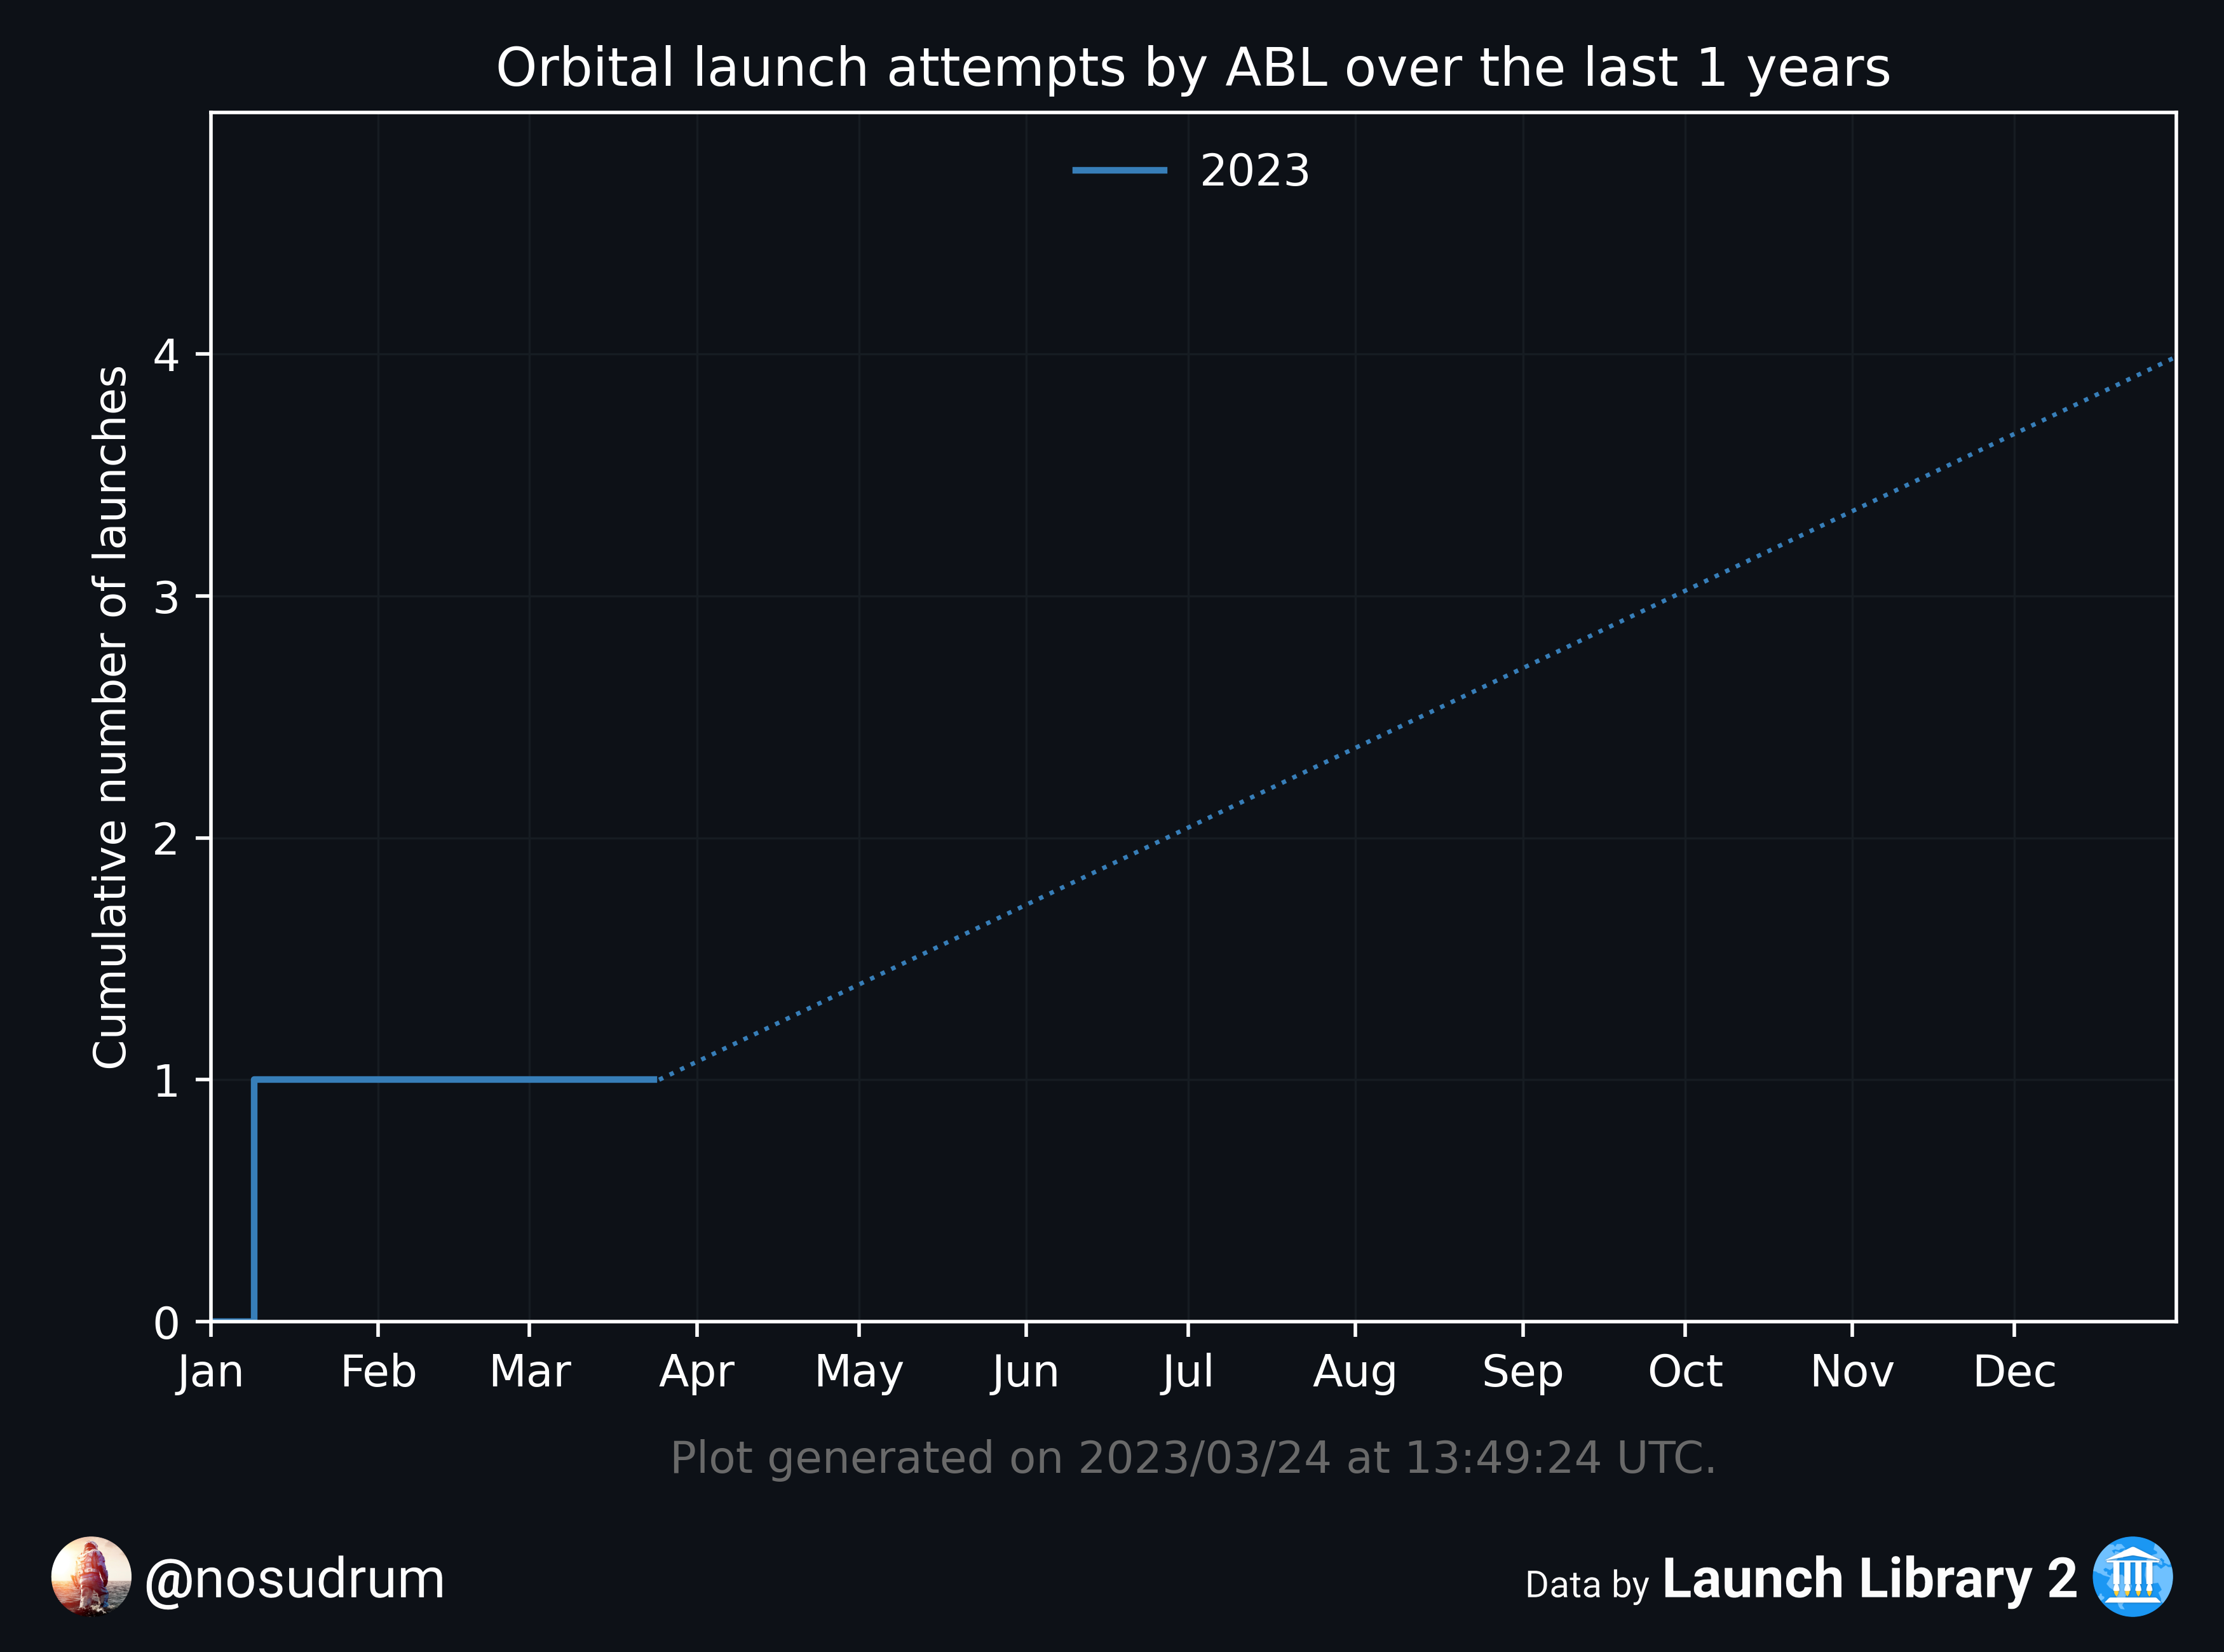 Orbital launch attempts by ABL over the last 1 years
2023
Cumulative number of launches
4
3
2
1
0
Jan Feb Mar Apr May Jun Jul Aug Sep Oct Nov Dec
Plot generated on 2023/03/24 at 13:49:24 UTC.
@nosudrum
Data by Launch Library 2